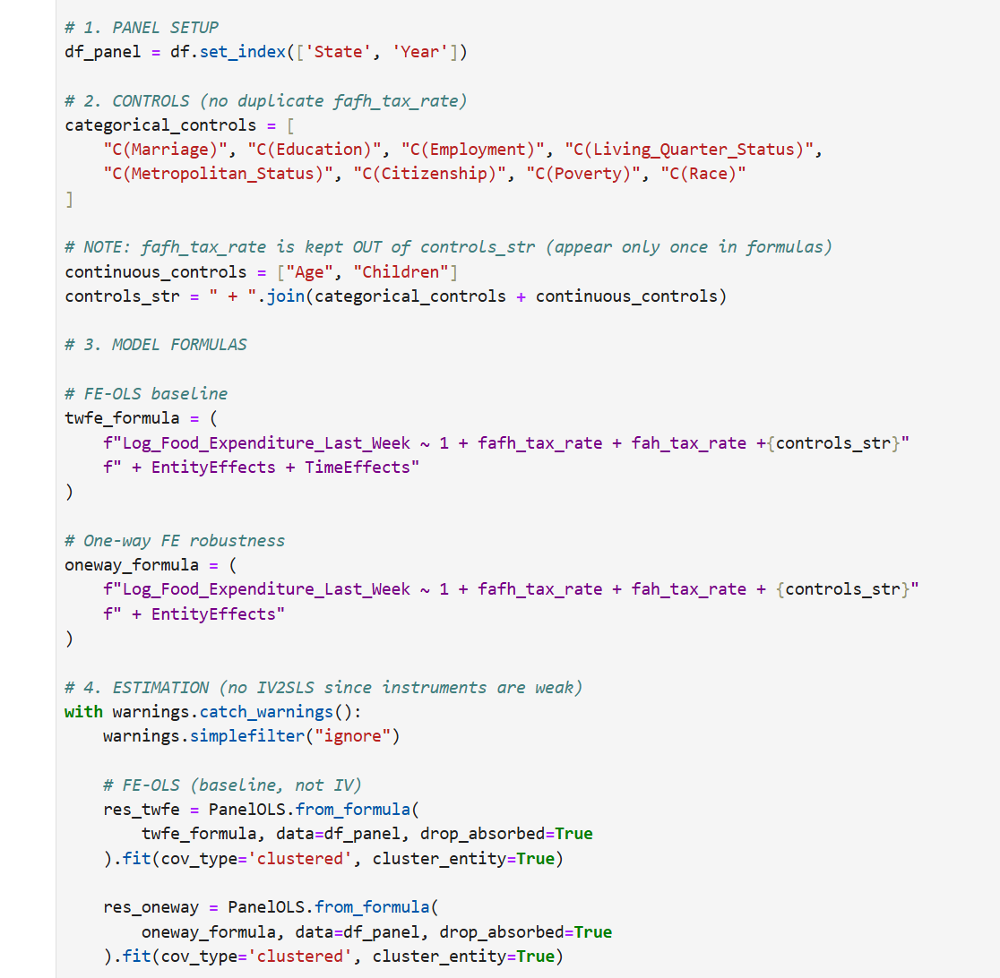 # 1. PANEL SETUP
df_panel = df.set_index(['State', 'Year'])
# 2. CONTROLS (no duplicate fafh_tax_rate)
categorical_controls = [
"C(Marriage)", "C(Education)", "C(Employment)", "C(Living_Quarter_Status)",
"C(Metropolitan_Status)", "C(Citizenship)", "C(Poverty)", "C(Race)"
]
# NOTE: fafh_tax_rate is kept OUT of controls_str (appear only once in formulas)
continuous_controls = ["Age", "Children"]
controls_str = " + ".join(categorical_controls + continuous_controls)
# 3. MODEL FORMULAS
# FE-OLS baseline
twfe_formula = (
f"Log_Food_Expenditure_Last_Week ~ 1 + fafh_tax_rate + fah_tax_rate +{controls_str}"
f" + EntityEffects + TimeEffects"
)
# One-way FE robustness
oneway_formula = (
f"Log_Food_Expenditure_Last_Week ~ 1 + fafh_tax_rate + fah_tax_rate + {controls_str}"
f" + EntityEffects"
)
# 4. ESTIMATION (no IV2SLS since instruments are weak)
with warnings.catch_warnings():
warnings.simplefilter("ignore")
# FE-OLS (baseline, not IV)
res_twfe = PanelOLS.from_formula(
twfe_formula, data=df_panel, drop_absorbed=True
).fit(cov_type='clustered', cluster_entity=True)
res_oneway = PanelOLS.from_formula(
oneway_formula, data=df_panel, drop_absorbed=True
).fit(cov_type='clustered', cluster_entity=True)